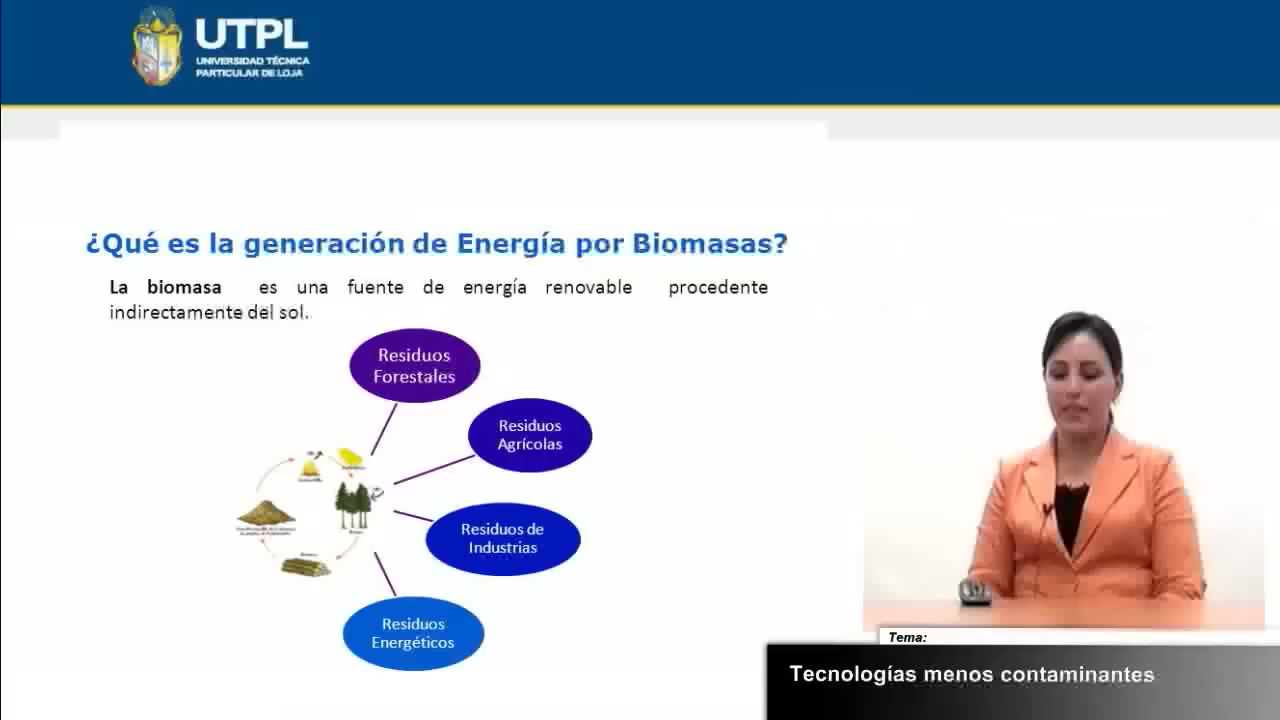 UTPL
UNIVERSIDAD TÉCNICA
PARTICULAR DE LOJA
¿Qué es la generación de Energía por Biomasas?
La biomasa es una fuente de energía renovable procedente
indirectamente del sol.
Residuos
Forestales
Residuos
Agrícolas
Residuos de
Industrias
Residuos
Energéticos
Tema:
Tecnologías menos contaminantes